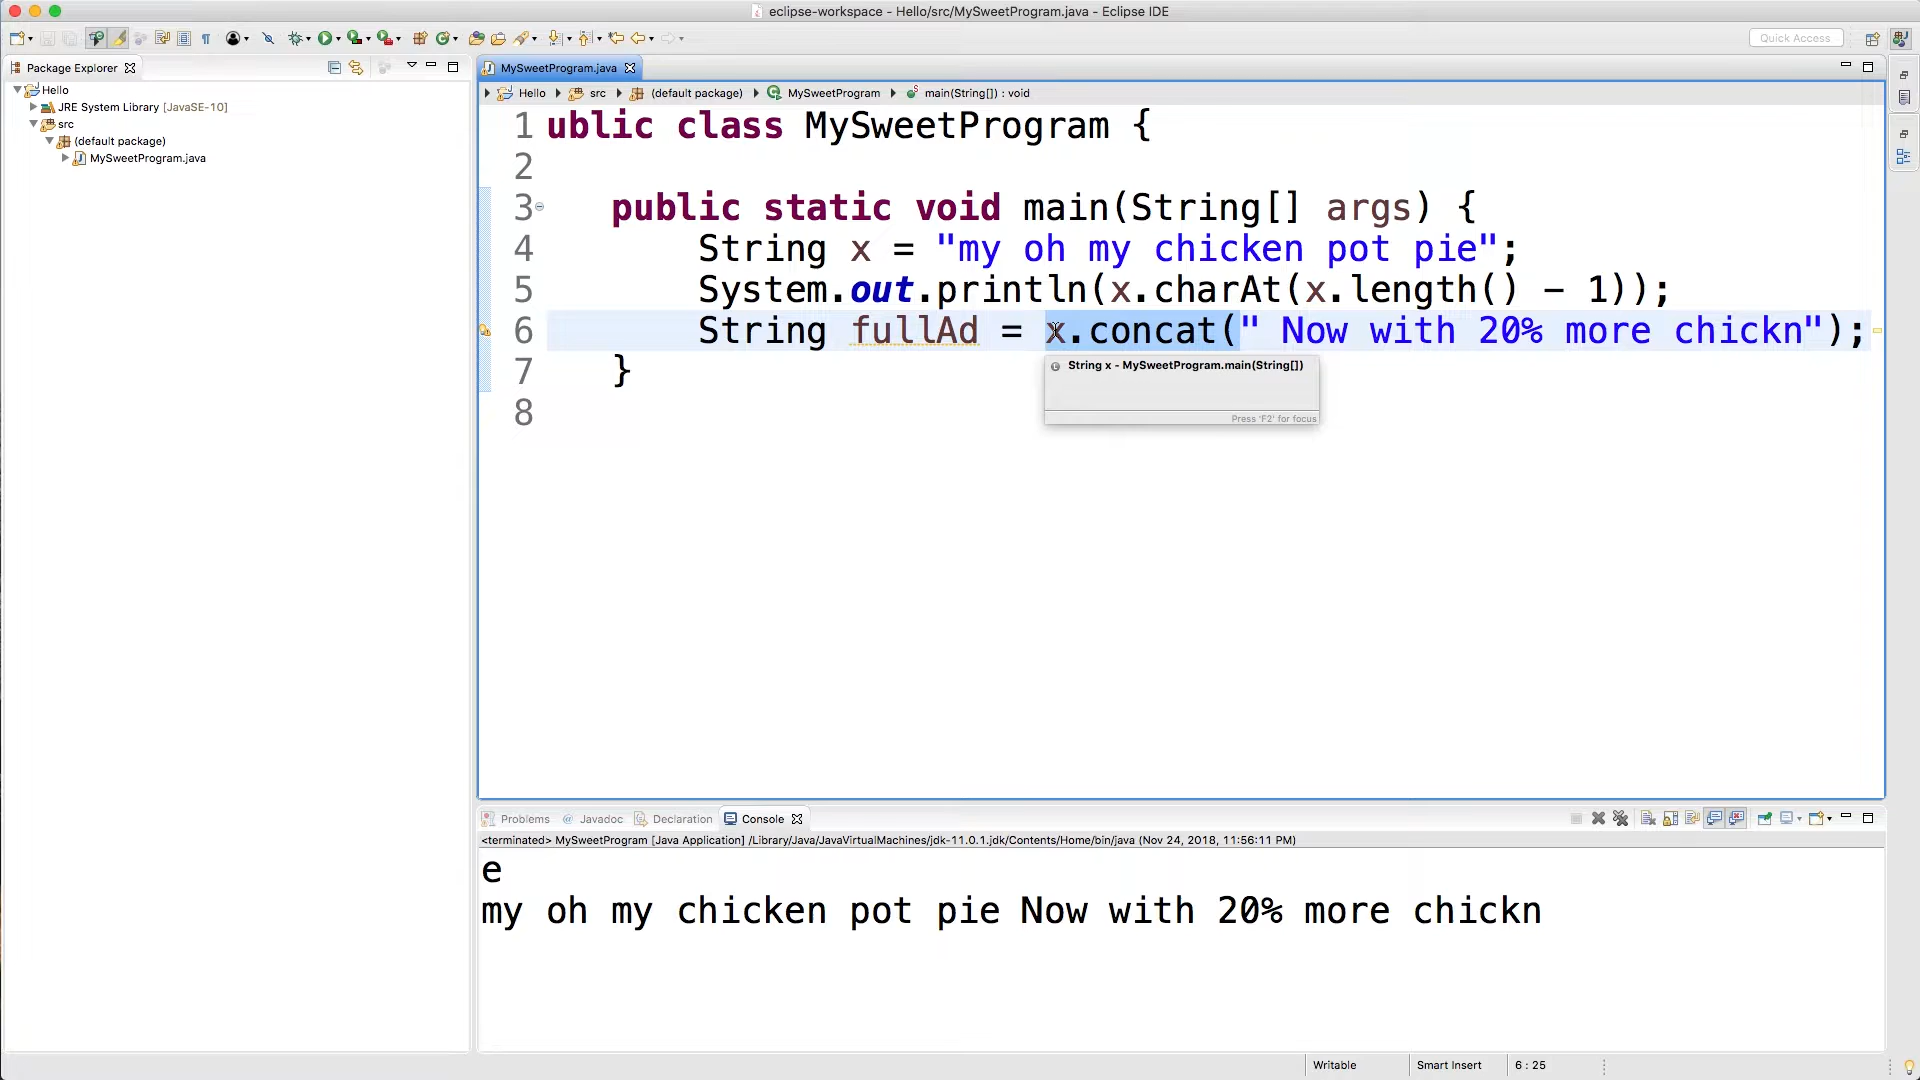 eclipse-workspace - Hello/src/MySweetProgram.java - Eclipse IDE
Quick Access
Package Explorer
Hello
JRE System Library [JavaSE-10]
src
(default package)
MySweetProgram.java
MySweetProgram.java
Hello src (default package) MySweetProgram main(String[]) : void
1 ublic class MySweetProgram {
2
3 public static void main(String[] args) {
4 String x = "my oh my chicken pot pie";
5 System.out.println(x.charAt(x.length() - 1));
6 String fullAd = x.concat(" Now with 20% more chickn");
7 }
8
String x - MySweetProgram.main(String[])
Press 'F2' for focus
Problems Javadoc Declaration Console
<terminated> MySweetProgram [Java Application] /Library/Java/JavaVirtualMachines/jdk-11.0.1.jdk/Contents/Home/bin/java (Nov 24, 2018, 11:56:11 PM)
e
my oh my chicken pot pie Now with 20% more chickn
Writable Smart Insert 6 : 25